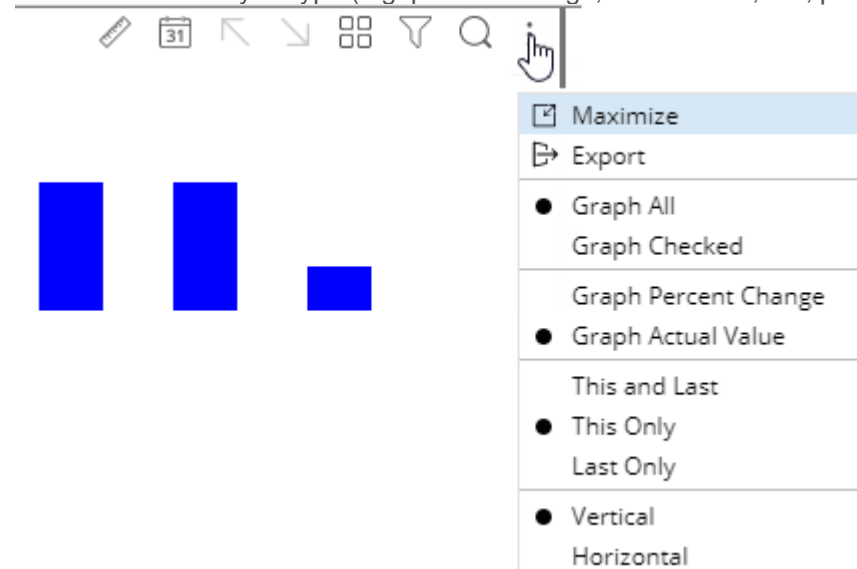 31
Maximize
Export
Graph All
Graph Checked
Graph Percent Change
Graph Actual Value
This and Last
This Only
Last Only
Vertical
Horizontal